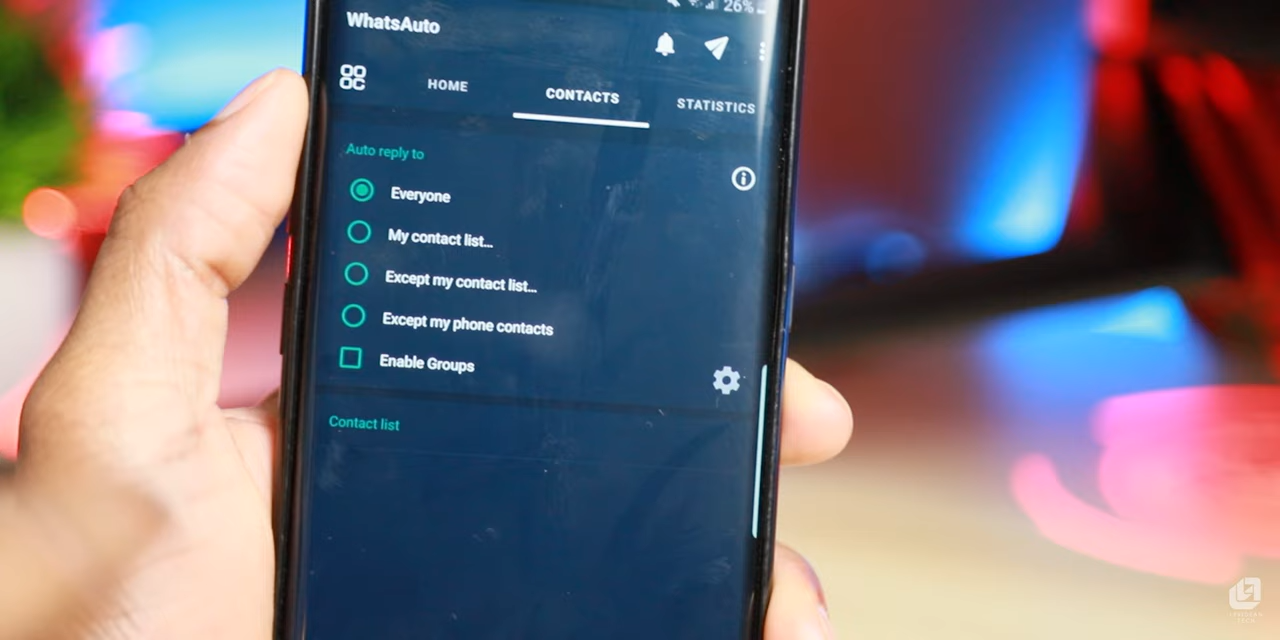 26%
WhatsAuto
HOME CONTACTS STATISTICS
Auto reply to
Everyone
My contact list...
Except my contact list...
Except my phone contacts
Enable Groups
Contact list
TECH